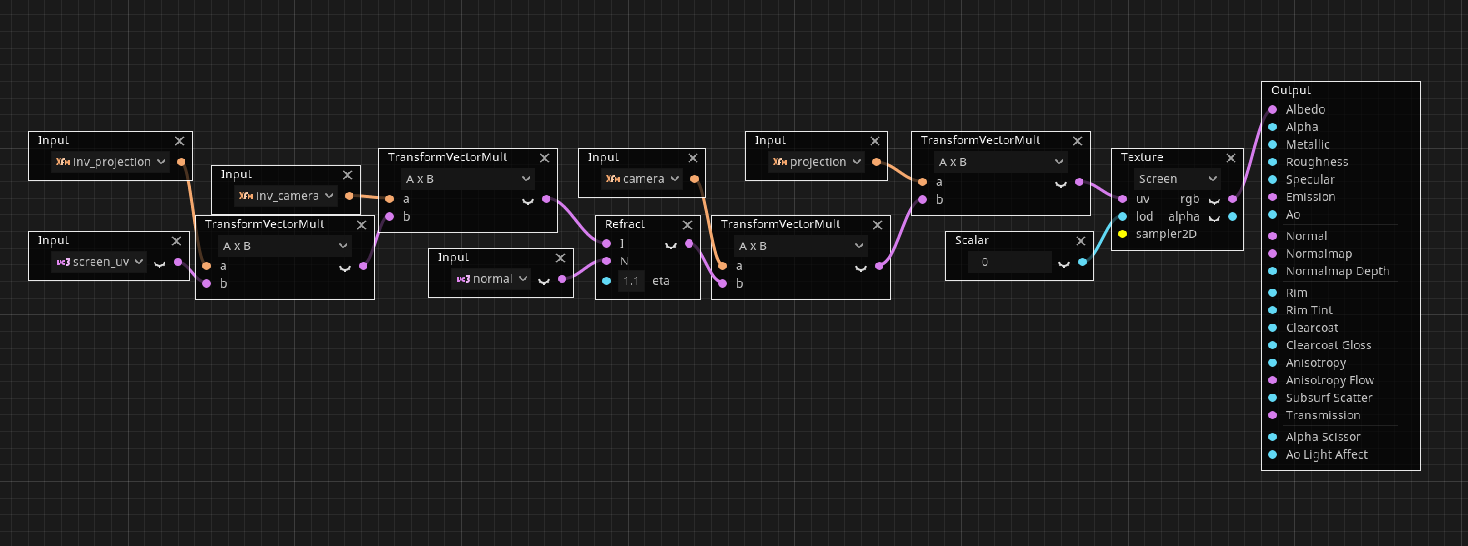 Input
inv_projection
Input
screen_uv
Input
inv_camera
TransformVectorMult
A x B
a
b
TransformVectorMult
A x B
a
b
Input
normal
Input
camera
Refract
I
N
1.1 eta
TransformVectorMult
A x B
a
b
Input
projection
TransformVectorMult
A x B
a
b
Scalar
0
Texture
Screen
uv rgb
lod alpha
sampler2D
Output
Albedo
Alpha
Metallic
Roughness
Specular
Emission
Ao
Normal
Normalmap
Normalmap Depth
Rim
Rim Tint
Clearcoat
Clearcoat Gloss
Anisotropy
Anisotropy Flow
Subsurf Scatter
Transmission
Alpha Scissor
Ao Light Affect